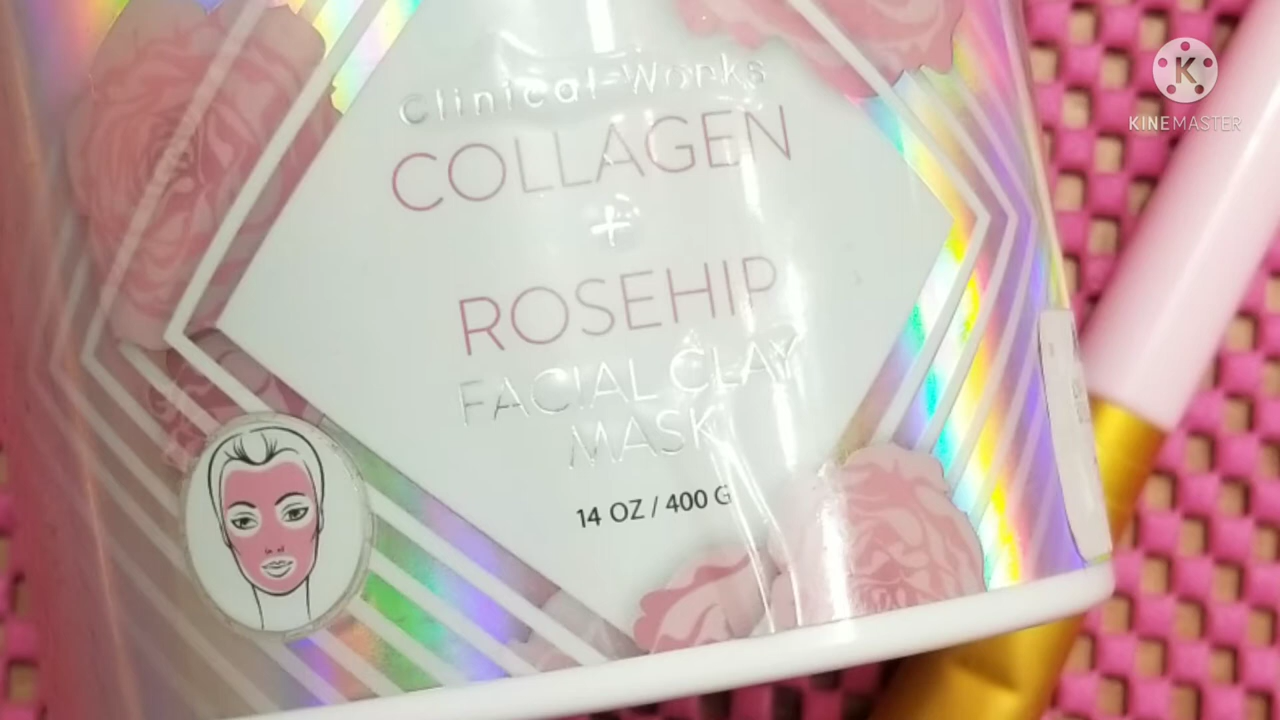 Clinical Works
COLLAGEN
+
ROSEHIP
FACIAL CLAY
MASK
14 OZ / 400 G
K
KINEMASTER